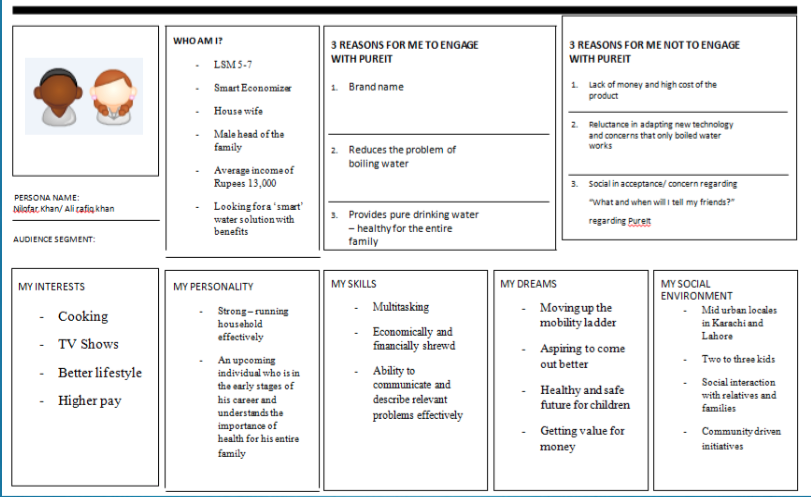 WHO AM I?
- LSM 5-7
- Smart Economizer
- House wife
- Male head of the
family
- Average income of
Rupees 13,000
- Looking for a ‘smart’
water solution with
benefits
3 REASONS FOR ME TO ENGAGE
WITH PUREIT
1. Brand name
2. Reduces the problem of
boiling water
3. Provides pure drinking water
– healthy for the entire
family
3 REASONS FOR ME NOT TO ENGAGE
WITH PUREIT
1. Lack of money and high cost of the
product
2. Reluctance in adapting new technology
and concerns that only boiled water
works
3. Social in acceptance/ concern regarding
“What and when will I tell my friends?”
regarding PureIt
PERSONA NAME:
Nilofar Khan/ Ali rafiq khan
AUDIENCE SEGMENT:
MY INTERESTS
- Cooking
- TV Shows
- Better lifestyle
- Higher pay
MY PERSONALITY
- Strong – running
household
effectively
- An upcoming
individual who is in
the early stages of
his career and
understands the
importance of
health for his entire
family
MY SKILLS
- Multitasking
- Economically and
financially shrewd
- Ability to
communicate and
describe relevant
problems effectively
MY DREAMS
- Moving up the
mobility ladder
- Aspiring to come
out better
- Healthy and safe
future for children
- Getting value for
money
MY SOCIAL
ENVIRONMENT
- Mid urban locales
in Karachi and
Lahore
- Two to three kids
- Social interaction
with relatives and
families
- Community driven
initiatives